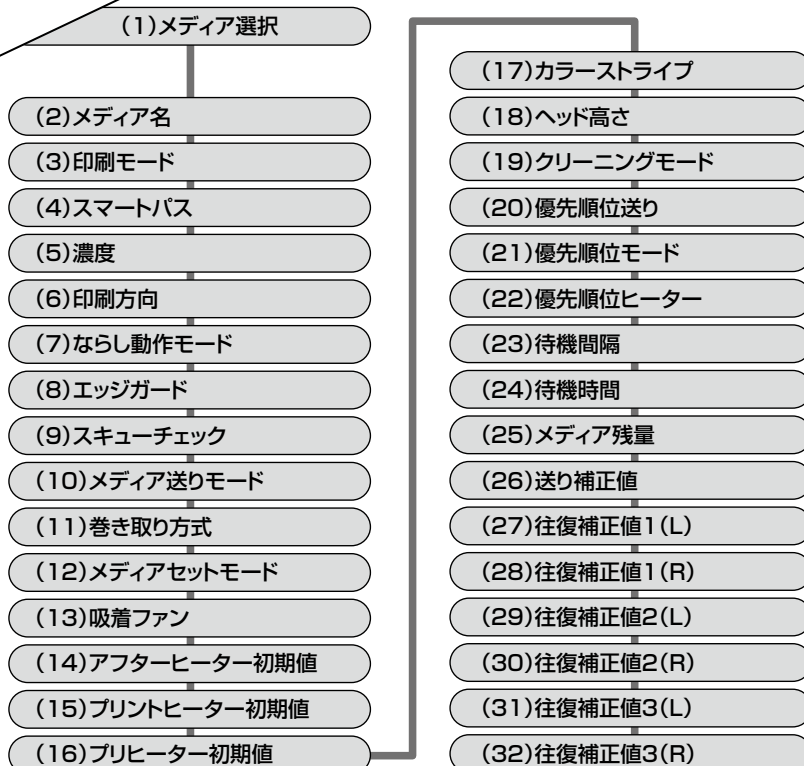 (1)メディア選択
(2)メディア名
(3)印刷モード
(4)スマートパス
(5)濃度
(6)印刷方向
(7)ならし動作モード
(8)エッジガード
(9)スキューチェック
(10)メディア送りモード
(11)巻き取り方式
(12)メディアセットモード
(13)吸着ファン
(14)アフターヒーター初期値
(15)プリントヒーター初期値
(16)プリヒーター初期値
(17)カラーストライプ
(18)ヘッド高さ
(19)クリーニングモード
(20)優先順位送り
(21)優先順位モード
(22)優先順位ヒーター
(23)待機間隔
(24)待機時間
(25)メディア残量
(26)送り補正値
(27)往復補正値1(L)
(28)往復補正値1(R)
(29)往復補正値2(L)
(30)往復補正値2(R)
(31)往復補正値3(L)
(32)往復補正値3(R)